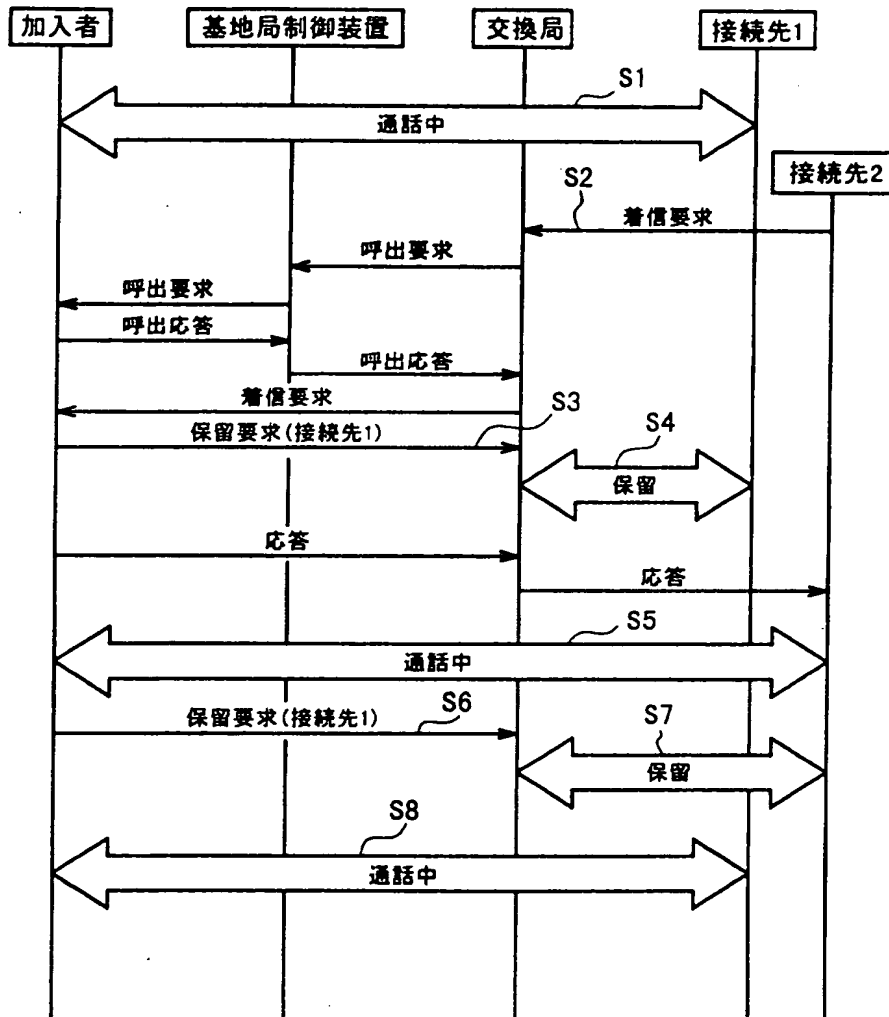 加入者
基地局制御装置
交換局
接続先1
S1
通話中
接続先2
S2
着信要求
呼出要求
呼出要求
呼出応答
呼出応答
着信要求
S3
保留要求(接続先1)
S4
保留
応答
応答
S5
通話中
保留要求(接続先1)
S6
S7
保留
S8
通話中